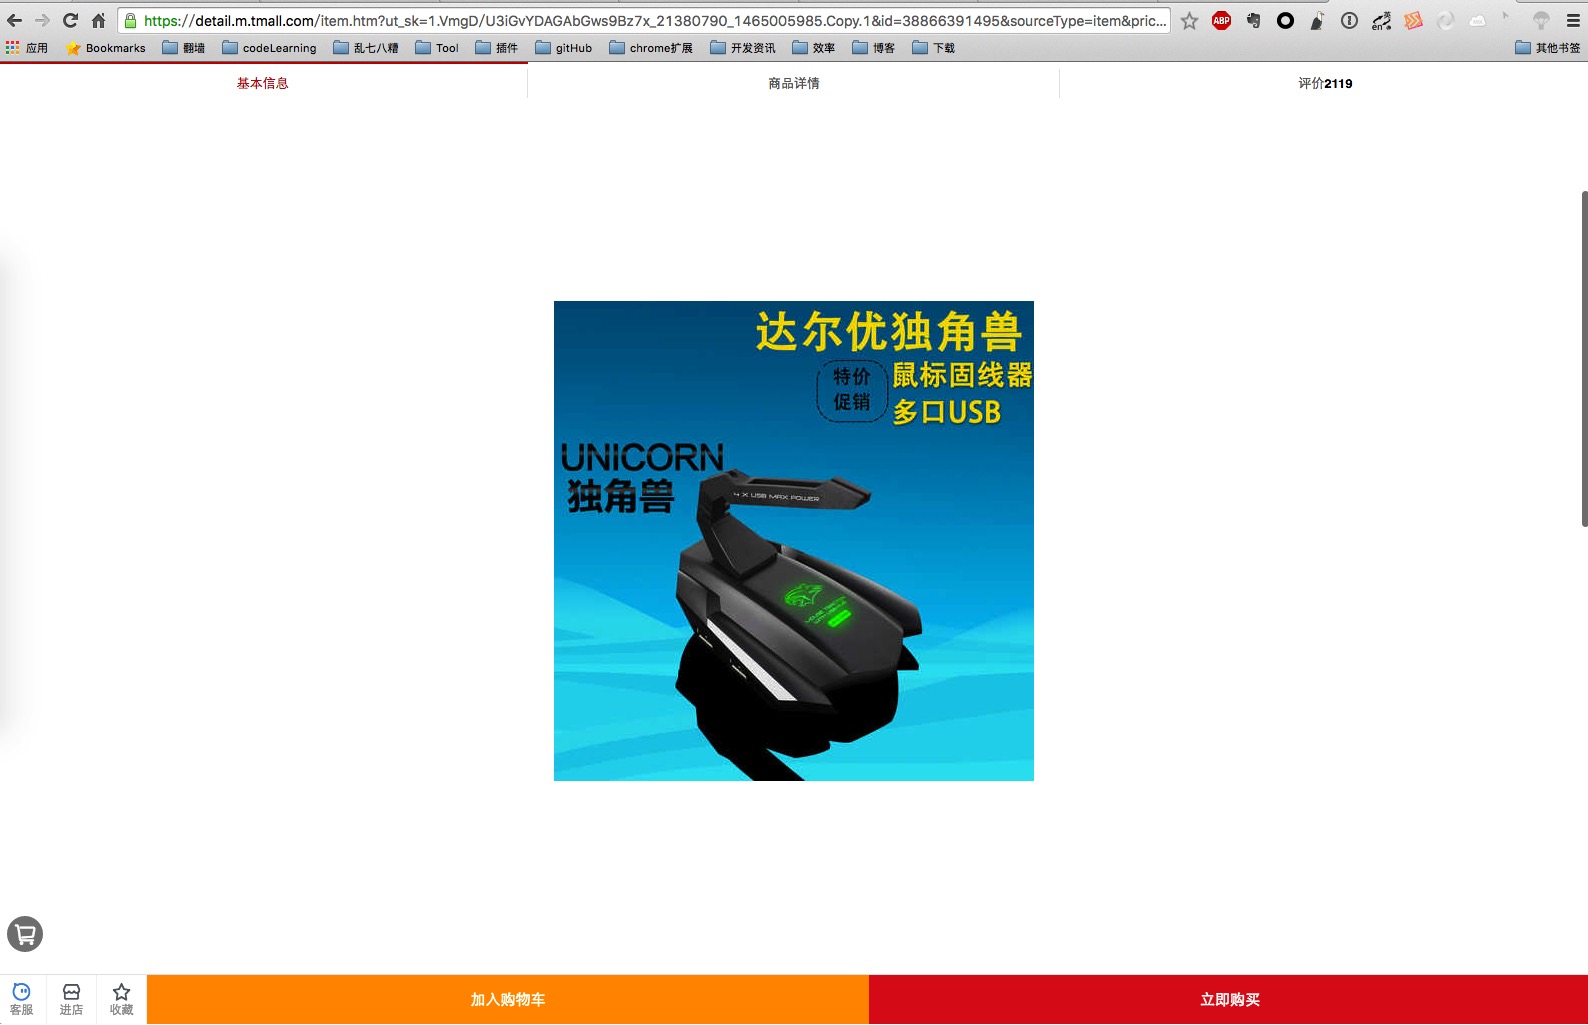 https://detail.m.tmall.com/item.htm?ut_sk=1.VmgD/U3iGvYDAGAbGws9Bz7x_21380790_1465005985.Copy.1&id=38866391495&sourceType=item&pric...
ABP
英
en
应用 Bookmarks 翻墙 codeLearning 乱七八糟 Tool 插件 gitHub chrome扩展 开发资讯 效率 博客 下载 其他书签
基本信息 商品详情 评价2119
达尔优独角兽
特价 鼠标固线器
促销 多口USB
UNICORN
独角兽
4 X USB MAX POWER
客服 进店 收藏 加入购物车 立即购买